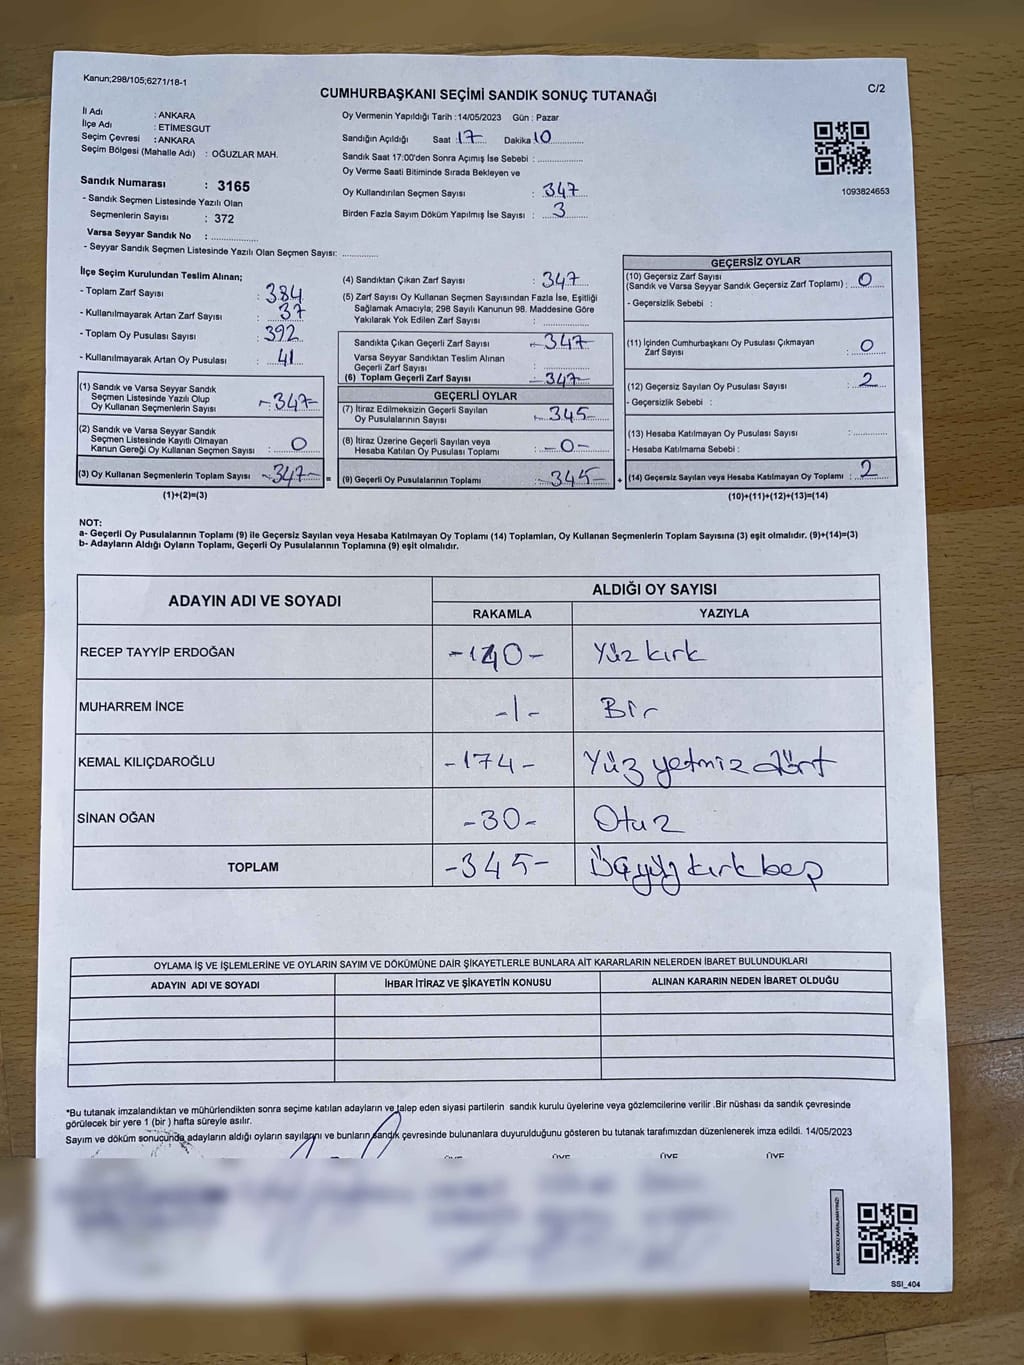 Kanun;298/105;6271/18-1
C/2
CUMHURBAŞKANI SEÇİMİ SANDIK SONUÇ TUTANAĞI
İl Adı : ANKARA
İlçe Adı : ETİMESGUT
Seçim Çevresi : ANKARA
Seçim Bölgesi (Mahalle Adı) : OĞUZLAR MAH.
Sandık Numarası : 3165
- Sandık Seçmen Listesinde Yazılı Olan
Seçmenlerin Sayısı : 372
Varsa Seyyar Sandık No :
- Seyyar Sandık Seçmen Listesinde Yazılı Olan Seçmen Sayısı:
Oy Vermenin Yapıldığı Tarih :14/05/2023 Gün : Pazar
Sandığın Açıldığı Saat 17 Dakika 10
Sandık Saat 17:00'den Sonra Açımış İse Sebebi :
Oy Verme Saati Bitiminde Sırada Bekleyen ve
Oy Kullandırılan Seçmen Sayısı : 347
Birden Fazla Sayım Döküm Yapılmış İse Sayısı : 3
1093824653
İlçe Seçim Kurulundan Teslim Alınan;
- Toplam Zarf Sayısı : 384
- Kullanılmayarak Artan Zarf Sayısı : 37
- Toplam Oy Pusulası Sayısı : 392
- Kullanılmayarak Artan Oy Pusulası : 41
(1) Sandık ve Varsa Seyyar Sandık
Seçmen Listesinde Yazılı Olup
Oy Kullanan Seçmenlerin Sayısı : -347-
(2) Sandık ve Varsa Seyyar Sandık
Seçmen Listesinde Kayıtlı Olmayan
Kanun Gereği Oy Kullanan Seçmen Sayısı : 0
(3) Oy Kullanan Seçmenlerin Toplam Sayısı -347- =
(1)+(2)=(3)
(4) Sandıktan Çıkan Zarf Sayısı : 347
(5) Zarf Sayısı Oy Kullanan Seçmen Sayısından Fazla İse, Eşitliği
Sağlamak Amacıyla; 298 Sayılı Kanunun 98. Maddesine Göre
Yakılarak Yok Edilen Zarf Sayısı :
Sandıkta Çıkan Geçerli Zarf Sayısı -347-
Varsa Seyyar Sandıktan Teslim Alınan
Geçerli Zarf Sayısı :
(6) Toplam Geçerli Zarf Sayısı -347-
GEÇERLİ OYLAR
(7) İtiraz Edilmeksizin Geçerli Sayılan
Oy Pusulalarının Sayısı -345-
(8) İtiraz Üzerine Geçerli Sayılan veya
Hesaba Katılan Oy Pusulası Toplamı : -0-
(9) Geçerli Oy Pusulalarının Toplamı : -345- +
GEÇERSİZ OYLAR
(10) Geçersiz Zarf Sayısı
(Sandık ve Varsa Seyyar Sandık Geçersiz Zarf Toplamı) : 0
- Geçersizlik Sebebi :
(11) İçinden Cumhurbaşkanı Oy Pusulası Çıkmayan
Zarf Sayısı : 0
(12) Geçersiz Sayılan Oy Pusulası Sayısı : 2
- Geçersizlik Sebebi :
(13) Hesaba Katılmayan Oy Pusulası Sayısı :
- Hesaba Katılmama Sebebi :
(14) Geçersiz Sayılan veya Hesaba Katılmayan Oy Toplamı : 2
(10)+(11)+(12)+(13)=(14)
NOT:
a- Geçerli Oy Pusulalarının Toplamı (9) ile Geçersiz Sayılan veya Hesaba Katılmayan Oy Toplamı (14) Toplamları, Oy Kullanan Seçmenlerin Toplam Sayısına (3) eşit olmalıdır. (9)+(14)=(3)
b- Adayların Aldığı Oyların Toplamı, Geçerli Oy Pusulalarının Toplamına (9) eşit olmalıdır.
ADAYIN ADI VE SOYADI
ALDIĞI OY SAYISI
RAKAMLA YAZIYLA
RECEP TAYYİP ERDOĞAN -140- Yüz kırk
MUHARREM İNCE -1- Bir
KEMAL KILIÇDAROĞLU -174- Yüz yetmiz dört
SİNAN OĞAN -30- Otuz
TOPLAM -345- Üçyüz kırk beş
OYLAMA İŞ VE İŞLEMLERİNE VE OYLARIN SAYIM VE DÖKÜMÜNE DAİR ŞİKAYETLERLE BUNLARA AİT KARARLARIN NELERDEN İBARET BULUNDUKLARI
ADAYIN ADI VE SOYADI İHBAR İTİRAZ VE ŞİKAYETİN KONUSU ALINAN KARARIN NEDEN İBARET OLDUĞU
*Bu tutanak imzalandıktan ve mühürlendikten sonra seçime katılan adayların ve talep eden siyasi partilerin sandık kurulu üyelerine veya gözlemcilerine verilir .Bir nüshası da sandık çevresinde
görülecek bir yere 1 (bir ) hafta süreyle asılır.
Sayım ve döküm sonucunda adayların aldığı oyların sayılarını ve bunların sandık çevresinde bulunanlara duyurulduğunu gösteren bu tutanak tarafımızdan düzenlenerek imza edildi. 14/05/2023
ÜYE ÜYE ÜYE ÜYE
SSI_404